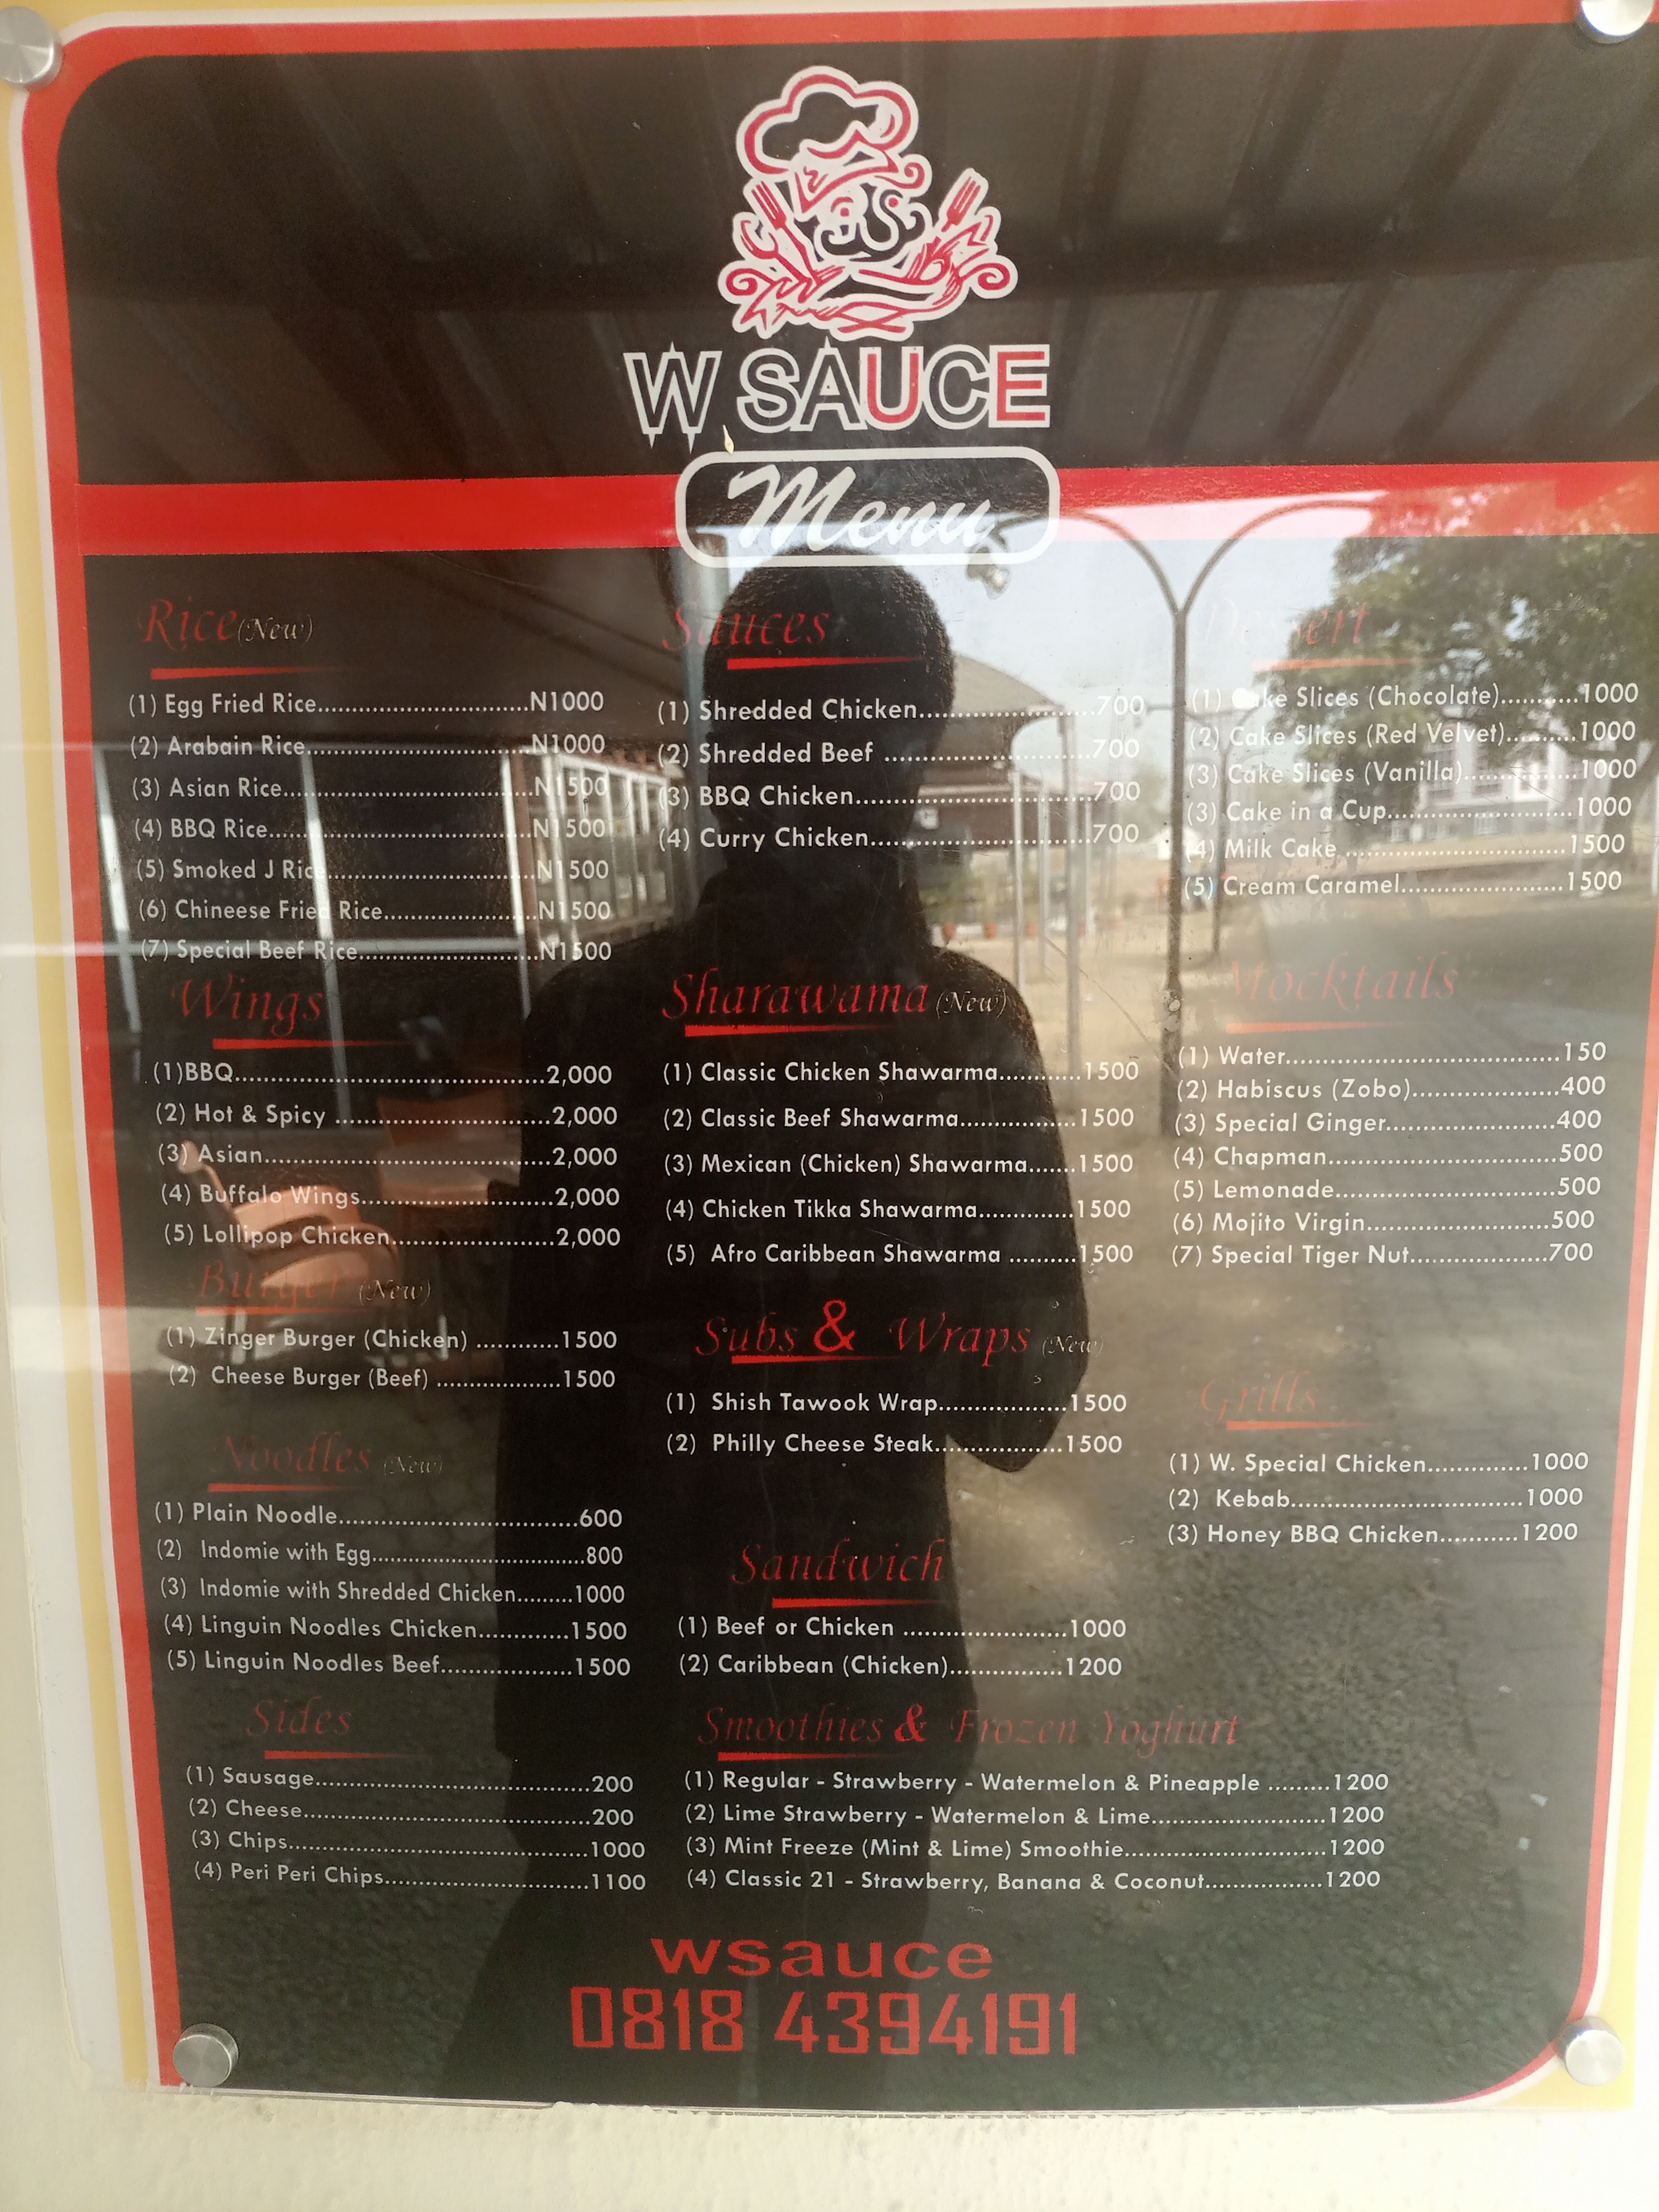 W SAUCE
Menu
Rice(New)
(1) Egg Fried Rice..............................N1000
(2) Arabain Rice................................N1000
(3) Asian Rice...................................N1500
(4) BBQ Rice.....................................N1500
(5) Smoked J Rice..............................N1500
(6) Chineese Fried Rice......................N1500
(7) Special Beef Rice..........................N1500
Wings
(1)BBQ............................................2,000
(2) Hot & Spicy ...............................2,000
(3) Asian.........................................2,000
(4) Buffalo Wings...........................2,000
(5) Lollipop Chicken.......................2,000
Burger (New)
(1) Zinger Burger (Chicken) ............1500
(2) Cheese Burger (Beef) ..................1500
Noodles (New)
(1) Plain Noodle..................................600
(2) Indomie with Egg..............................800
(3) Indomie with Shredded Chicken.........1000
(4) Linguin Noodles Chicken.............1500
(5) Linguin Noodles Beef...................1500
Sides
(1) Sausage.......................................200
(2) Cheese.........................................200
(3) Chips...........................................1000
(4) Peri Peri Chips.............................1100
Sauces
(1) Shredded Chicken.........................700
(2) Shredded Beef .............................700
(3) BBQ Chicken..................................700
(4) Curry Chicken...............................700
Sharawama (New)
(1) Classic Chicken Shawarma............1500
(2) Classic Beef Shawarma.................1500
(3) Mexican (Chicken) Shawarma.......1500
(4) Chicken Tikka Shawarma..............1500
(5) Afro Caribbean Shawarma ..........1500
Subs & Wraps (New)
(1) Shish Tawook Wrap...................1500
(2) Philly Cheese Steak...................1500
Sandwich
(1) Beef or Chicken ........................1000
(2) Caribbean (Chicken).................1200
Smoothies & Frozen Yoghurt
(1) Regular - Strawberry - Watermelon & Pineapple .........1200
(2) Lime Strawberry - Watermelon & Lime.........................1200
(3) Mint Freeze (Mint & Lime) Smoothie.............................1200
(4) Classic 21 - Strawberry, Banana & Coconut.................1200
Dessert
(1) Cake Slices (Chocolate)...........1000
(2) Cake Slices (Red Velvet)..........1000
(3) Cake Slices (Vanilla)................1000
(3) Cake in a Cup...........................1000
(4) Milk Cake ................................1500
(5) Cream Caramel........................1500
Mocktails
(1) Water........................................150
(2) Habiscus (Zobo)......................400
(3) Special Ginger.........................400
(4) Chapman..................................500
(5) Lemonade................................500
(6) Mojito Virgin...........................500
(7) Special Tiger Nut....................700
Grills
(1) W. Special Chicken..............1000
(2) Kebab..................................1000
(3) Honey BBQ Chicken...........1200
wsauce
0818 4394191